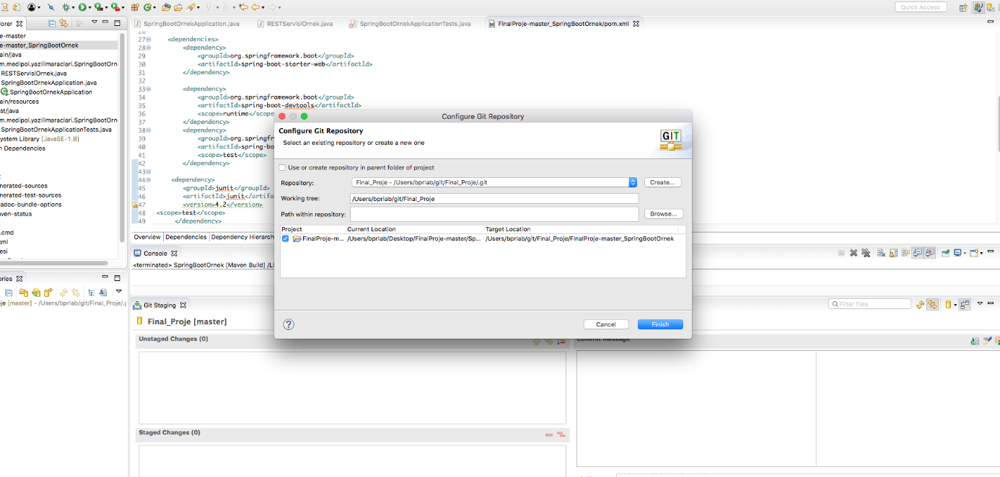 Quick Access
lorer
SpringBootOrnekApplication.java
RESTServisiOrnek.java
SpringBootOrnekApplicationTests.java
FinalProje-master_SpringBootOrnek/pom.xml
e-master
e-master_SpringBootOrnek
ain/java
m.medipol.yazilimaraclari.SpringBootOrn
RESTServisiOrnek.java
SpringBootOrnekApplication.java
SpringBootOrnekApplication
ain/resources
st/java
m.medipol.yazilimaraclari.SpringBootOrn
SpringBootOrnekApplicationTests.java
ystem Library [JavaSE-1.8]
n Dependencies
t
nerated-sources
nerated-test-sources
adoc-bundle-options
ven-status
.cmd
xml
esi
26
27 <dependencies>
28 <dependency>
29 <groupId>org.springframework.boot</groupId>
30 <artifactId>spring-boot-starter-web</artifactId>
31 </dependency>
32
33 <dependency>
34 <groupId>org.springframework.boot</groupId>
35 <artifactId>spring-boot-devtools</artifactId>
36 <scope>runtime</scope
37 </dependency>
38 <dependency>
39 <groupId>org.springfr
40 <artifactId>spring-bo
41 <scope>test</scope>
42 </dependency>
43
44 <dependency>
45 <groupId>junit</groupId>
46 <artifactId>junit</artifa
47 <version>4.2</version>
48 <scope>test</scope>
49 </dependency>
Overview Dependencies Dependency Hierarch
Configure Git Repository
Configure Git Repository
Select an existing repository or create a new one
GIT
Use or create repository in parent folder of project
Repository: Final_Proje - /Users/bprlab/git/Final_Proje/.git Create...
Working tree: /Users/bprlab/git/Final_Proje
Path within repository: Browse...
Project Current Location Target Location
FinalProje-m... /Users/bprlab/Desktop/FinalProje-master/Sp... /Users/bprlab/git/Final_Proje/FinalProje-master_SpringBootOrnek
? Cancel Finish
Console
<terminated> SpringBootOrnek [Maven Build] /Li
ories
je [master] - /Users/bprlab/git/Final_Proje/.g
Git Staging
Filter files
Final_Proje [master]
Unstaged Changes (0)
Commit Message
Staged Changes (0)